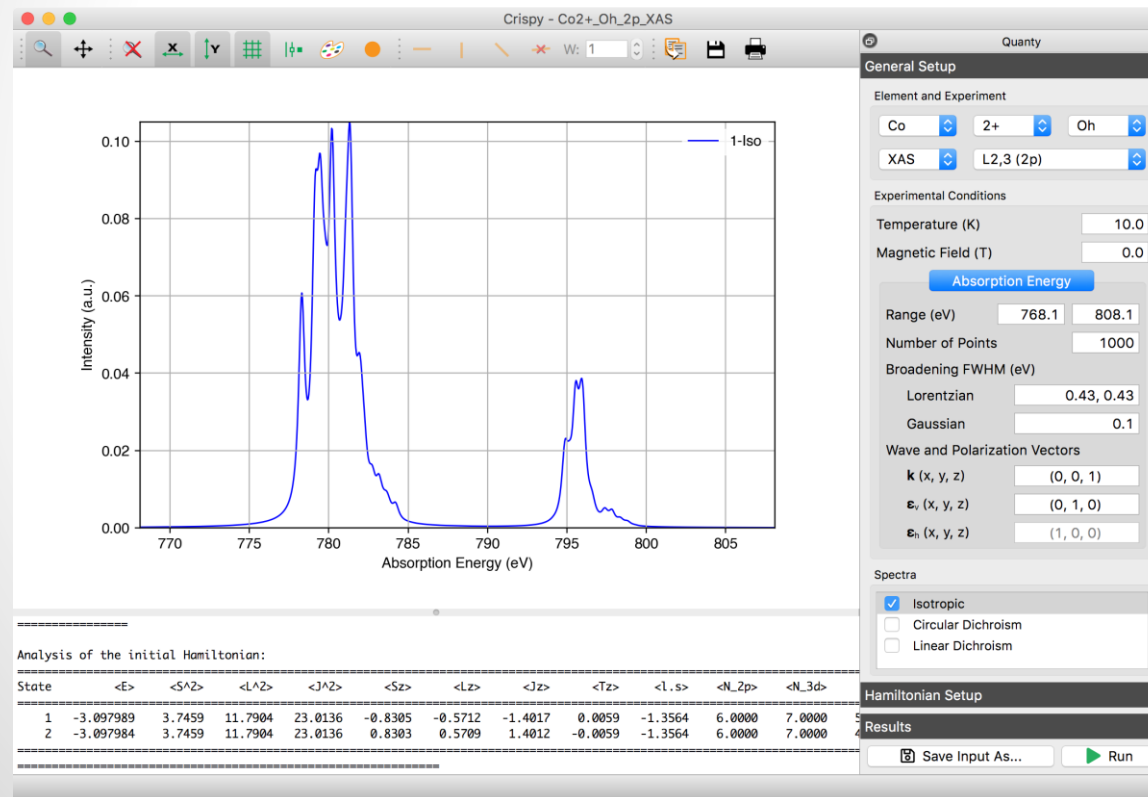 Crispy - Co2+_Oh_2p_XAS
Y
X
W: 1
1-Iso
0.10
0.08
0.06
0.04
0.02
0.00
Intensity (a.u.)
770 775 780 785 790 795 800 805
Absorption Energy (eV)
================
Analysis of the initial Hamiltonian:
State <E> <S^2> <L^2> <J^2> <Sz> <Lz> <Jz> <Tz> <l.s> <N_2p> <N_3d>
1 -3.097989 3.7459 11.7904 23.0136 -0.8305 -0.5712 -1.4017 0.0059 -1.3564 6.0000 7.0000
2 -3.097984 3.7459 11.7904 23.0136 0.8303 0.5709 1.4012 -0.0059 -1.3564 6.0000 7.0000
Quanty
General Setup
Element and Experiment
Co 2+ Oh
XAS L2,3 (2p)
Experimental Conditions
Temperature (K) 10.0
Magnetic Field (T) 0.0
Absorption Energy
Range (eV) 768.1 808.1
Number of Points 1000
Broadening FWHM (eV)
Lorentzian 0.43, 0.43
Gaussian 0.1
Wave and Polarization Vectors
k (x, y, z) (0, 0, 1)
εᵥ (x, y, z) (0, 1, 0)
εₕ (x, y, z) (1, 0, 0)
Spectra
Isotropic
Circular Dichroism
Linear Dichroism
Hamiltonian Setup
Results
Save Input As... Run